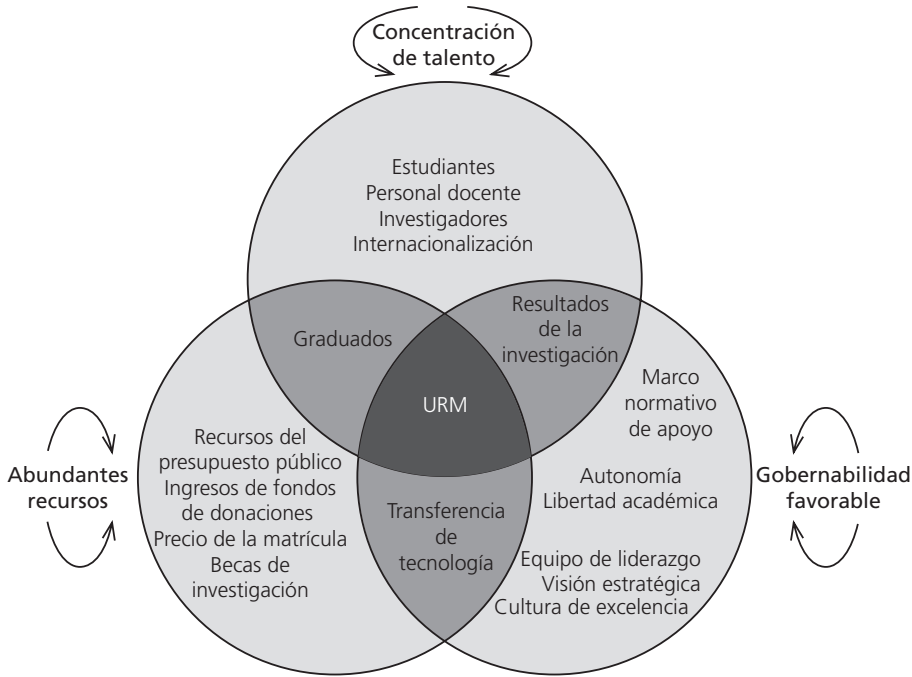 Concentración
de talento
Estudiantes
Personal docente
Investigadores
Internacionalización
Graduados
Resultados
de la
investigación
URM
Marco
normativo
de apoyo
Abundantes
recursos
Recursos del
presupuesto público
Ingresos de fondos
de donaciones
Precio de la matrícula
Becas de
investigación
Transferencia
de
tecnología
Autonomía
Libertad académica
Equipo de liderazgo
Visión estratégica
Cultura de excelencia
Gobernabilidad
favorable